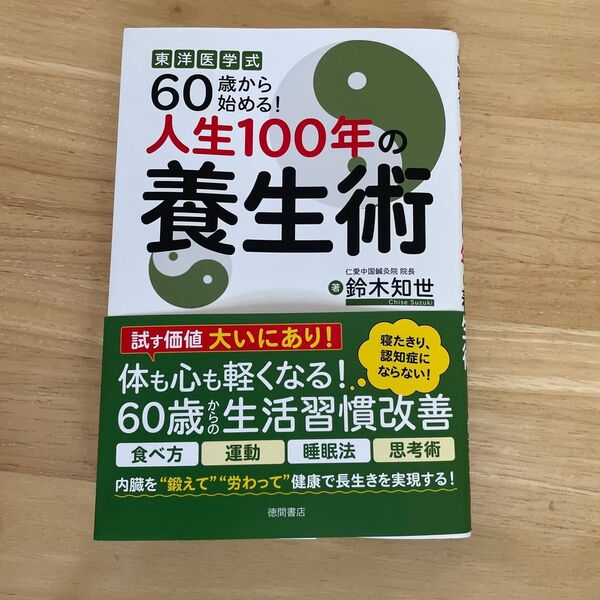 東洋医学式
60歳から始める!
人生100年の
養生術
仁愛中国鍼灸院 院長
著 鈴木知世
Chise Suzuki
試す価値 大いにあり!
寝たきり、
認知症に
ならない!
体も心も軽くなる!
60歳からの生活習慣改善
食べ方 運動 睡眠法 思考術
内臓を“鍛えて”“労わって”健康で長生きを実現する!
徳間書店